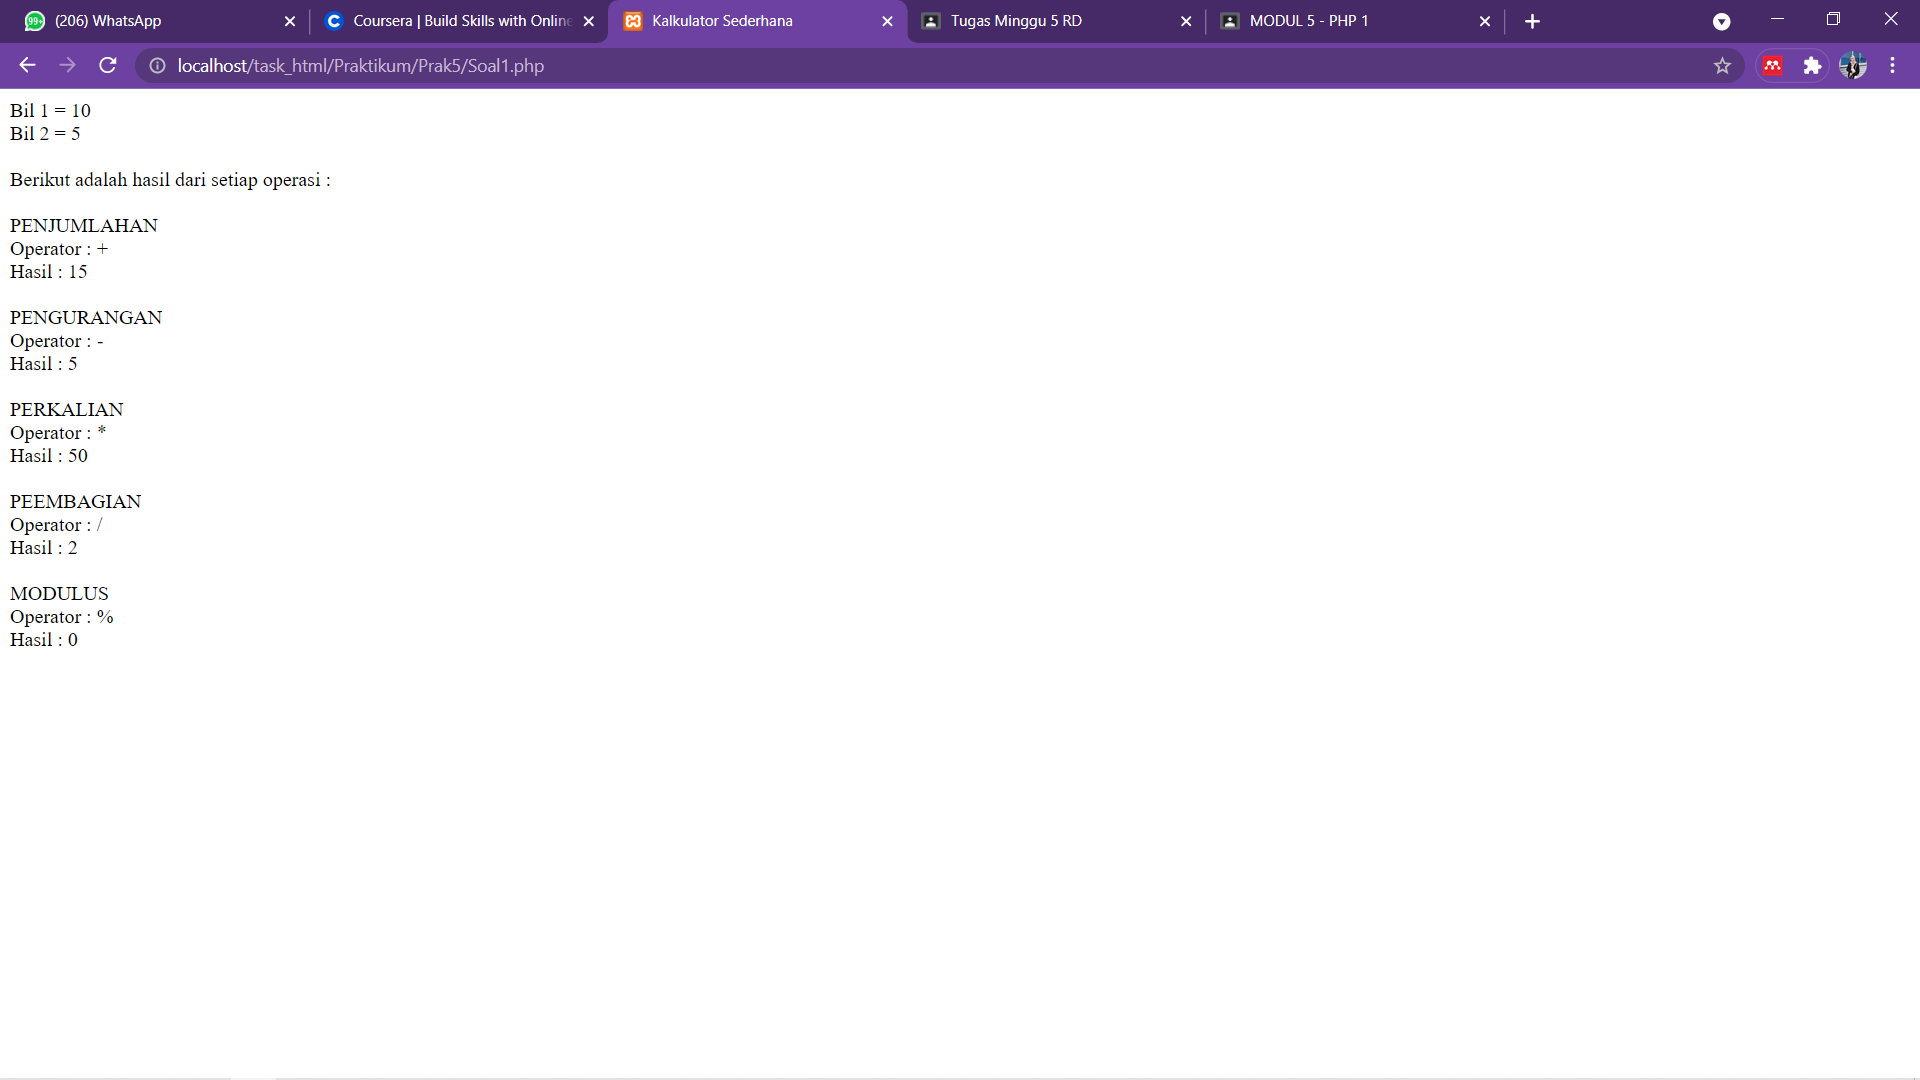 99+ (206) WhatsApp
Coursera | Build Skills with Online
Kalkulator Sederhana
Tugas Minggu 5 RD
MODUL 5 - PHP 1
localhost/task_html/Praktikum/Prak5/Soal1.php
Bil 1 = 10
Bil 2 = 5
Berikut adalah hasil dari setiap operasi :
PENJUMLAHAN
Operator : +
Hasil : 15
PENGURANGAN
Operator : -
Hasil : 5
PERKALIAN
Operator : *
Hasil : 50
PEEMBAGIAN
Operator : /
Hasil : 2
MODULUS
Operator : %
Hasil : 0